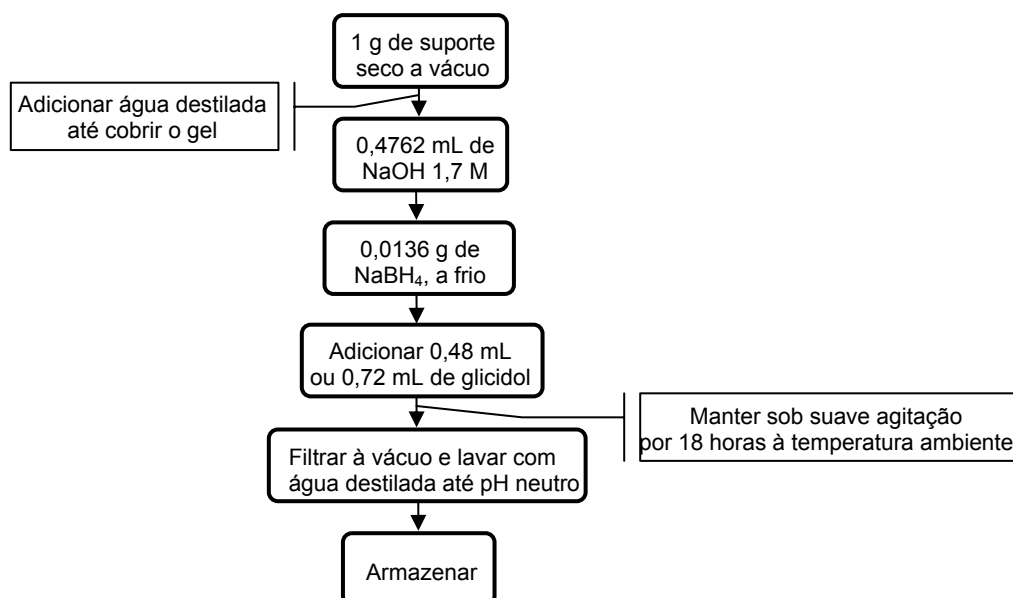 1 g de suporte
seco a vácuo
Adicionar água destilada
até cobrir o gel
0,4762 mL de
NaOH 1,7 M
0,0136 g de
NaBH₄, a frio
Adicionar 0,48 mL
ou 0,72 mL de glicidol
Manter sob suave agitação
por 18 horas à temperatura ambiente
Filtrar à vácuo e lavar com
água destilada até pH neutro
Armazenar